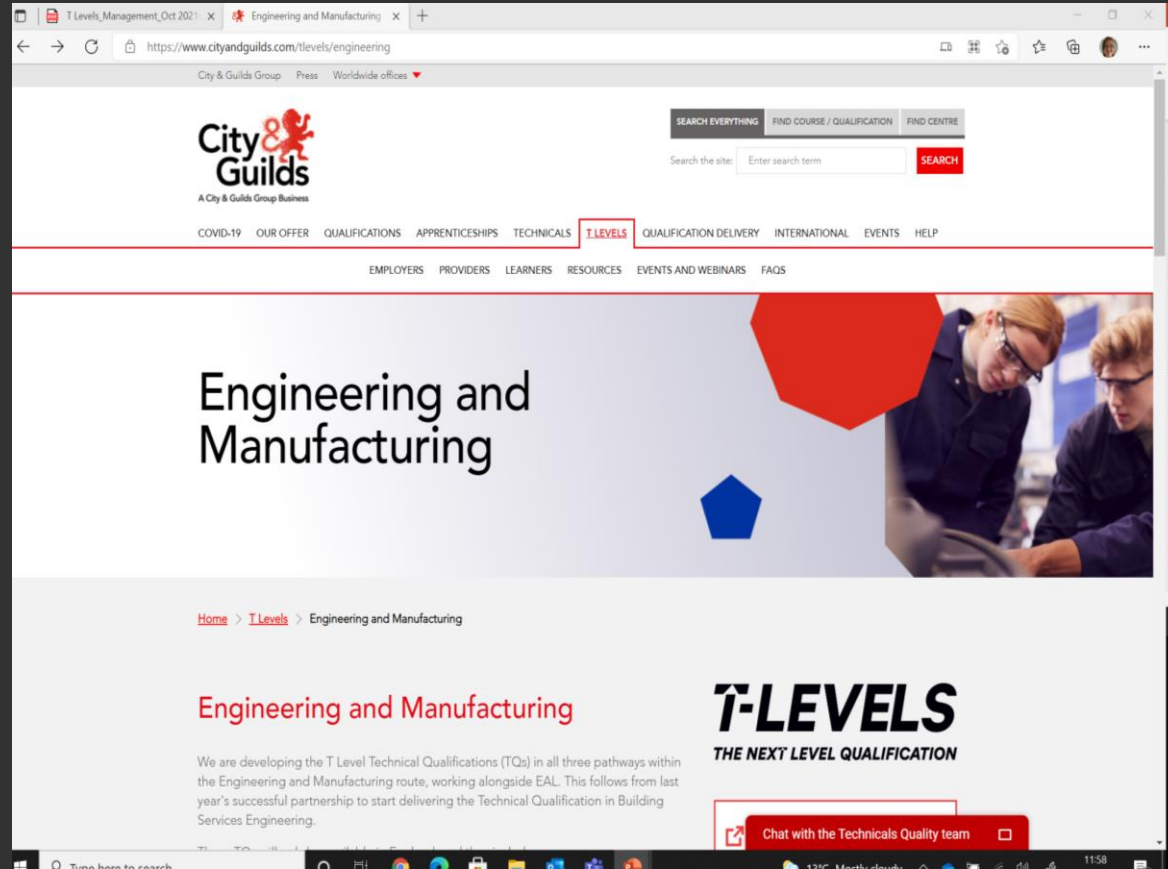 T Levels_Management_Oct 2021
Engineering and Manufacturing
https://www.cityandguilds.com/tlevels/engineering
City & Guilds Group Press Worldwide offices
City&
Guilds
A City & Guilds Group Business
SEARCH EVERYTHING FIND COURSE / QUALIFICATION FIND CENTRE
Search the site: Enter search term SEARCH
COVID-19 OUR OFFER QUALIFICATIONS APPRENTICESHIPS TECHNICALS T LEVELS QUALIFICATION DELIVERY INTERNATIONAL EVENTS HELP
EMPLOYERS PROVIDERS LEARNERS RESOURCES EVENTS AND WEBINARS FAQS
Engineering and
Manufacturing
Home > T Levels > Engineering and Manufacturing
Engineering and Manufacturing
We are developing the T Level Technical Qualifications (TQs) in all three pathways within
the Engineering and Manufacturing route, working alongside EAL. This follows from last
year's successful partnership to start delivering the Technical Qualification in Building
Services Engineering.
T-LEVELS
THE NEXT LEVEL QUALIFICATION
Chat with the Technicals Quality team
Type here to search
13°C Mostly cloudy
11:58